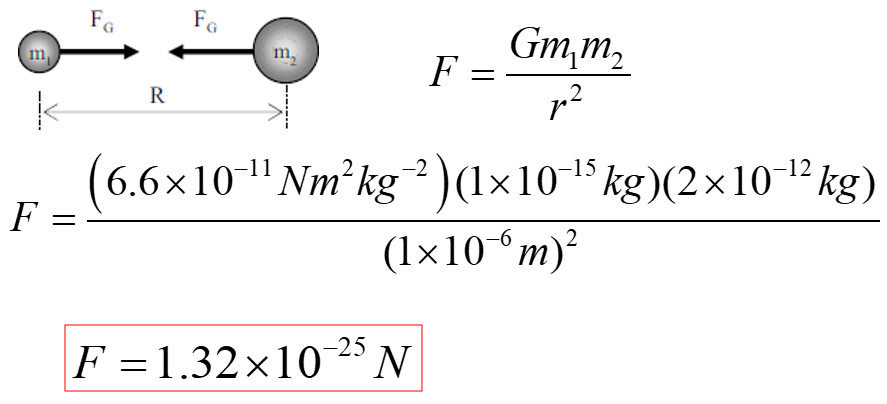 F_G F_G
m₁ m₂
R
F = Gm₁m₂ / r²
F = (6.6×10⁻¹¹ Nm²kg⁻²)(1×10⁻¹⁵ kg)(2×10⁻¹² kg) / (1×10⁻⁶ m)²
F = 1.32×10⁻²⁵ N